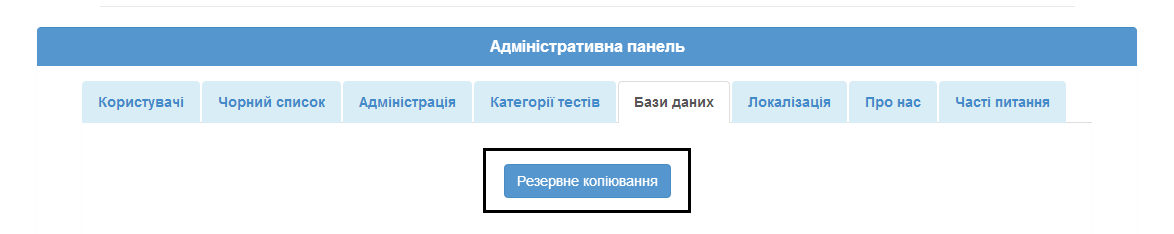 Адміністративна панель
Користувачі Чорний список Адміністрація Категорії тестів Бази даних Локалізація Про нас Часті питання
Резервне копіювання